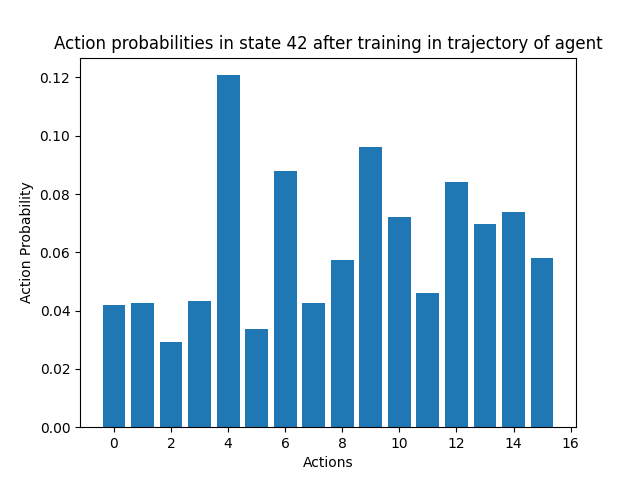 Action probabilities in state 42 after training in trajectory of agent
0.12
0.10
0.08
0.06
0.04
0.02
0.00
Action Probability
0 2 4 6 8 10 12 14 16
Actions